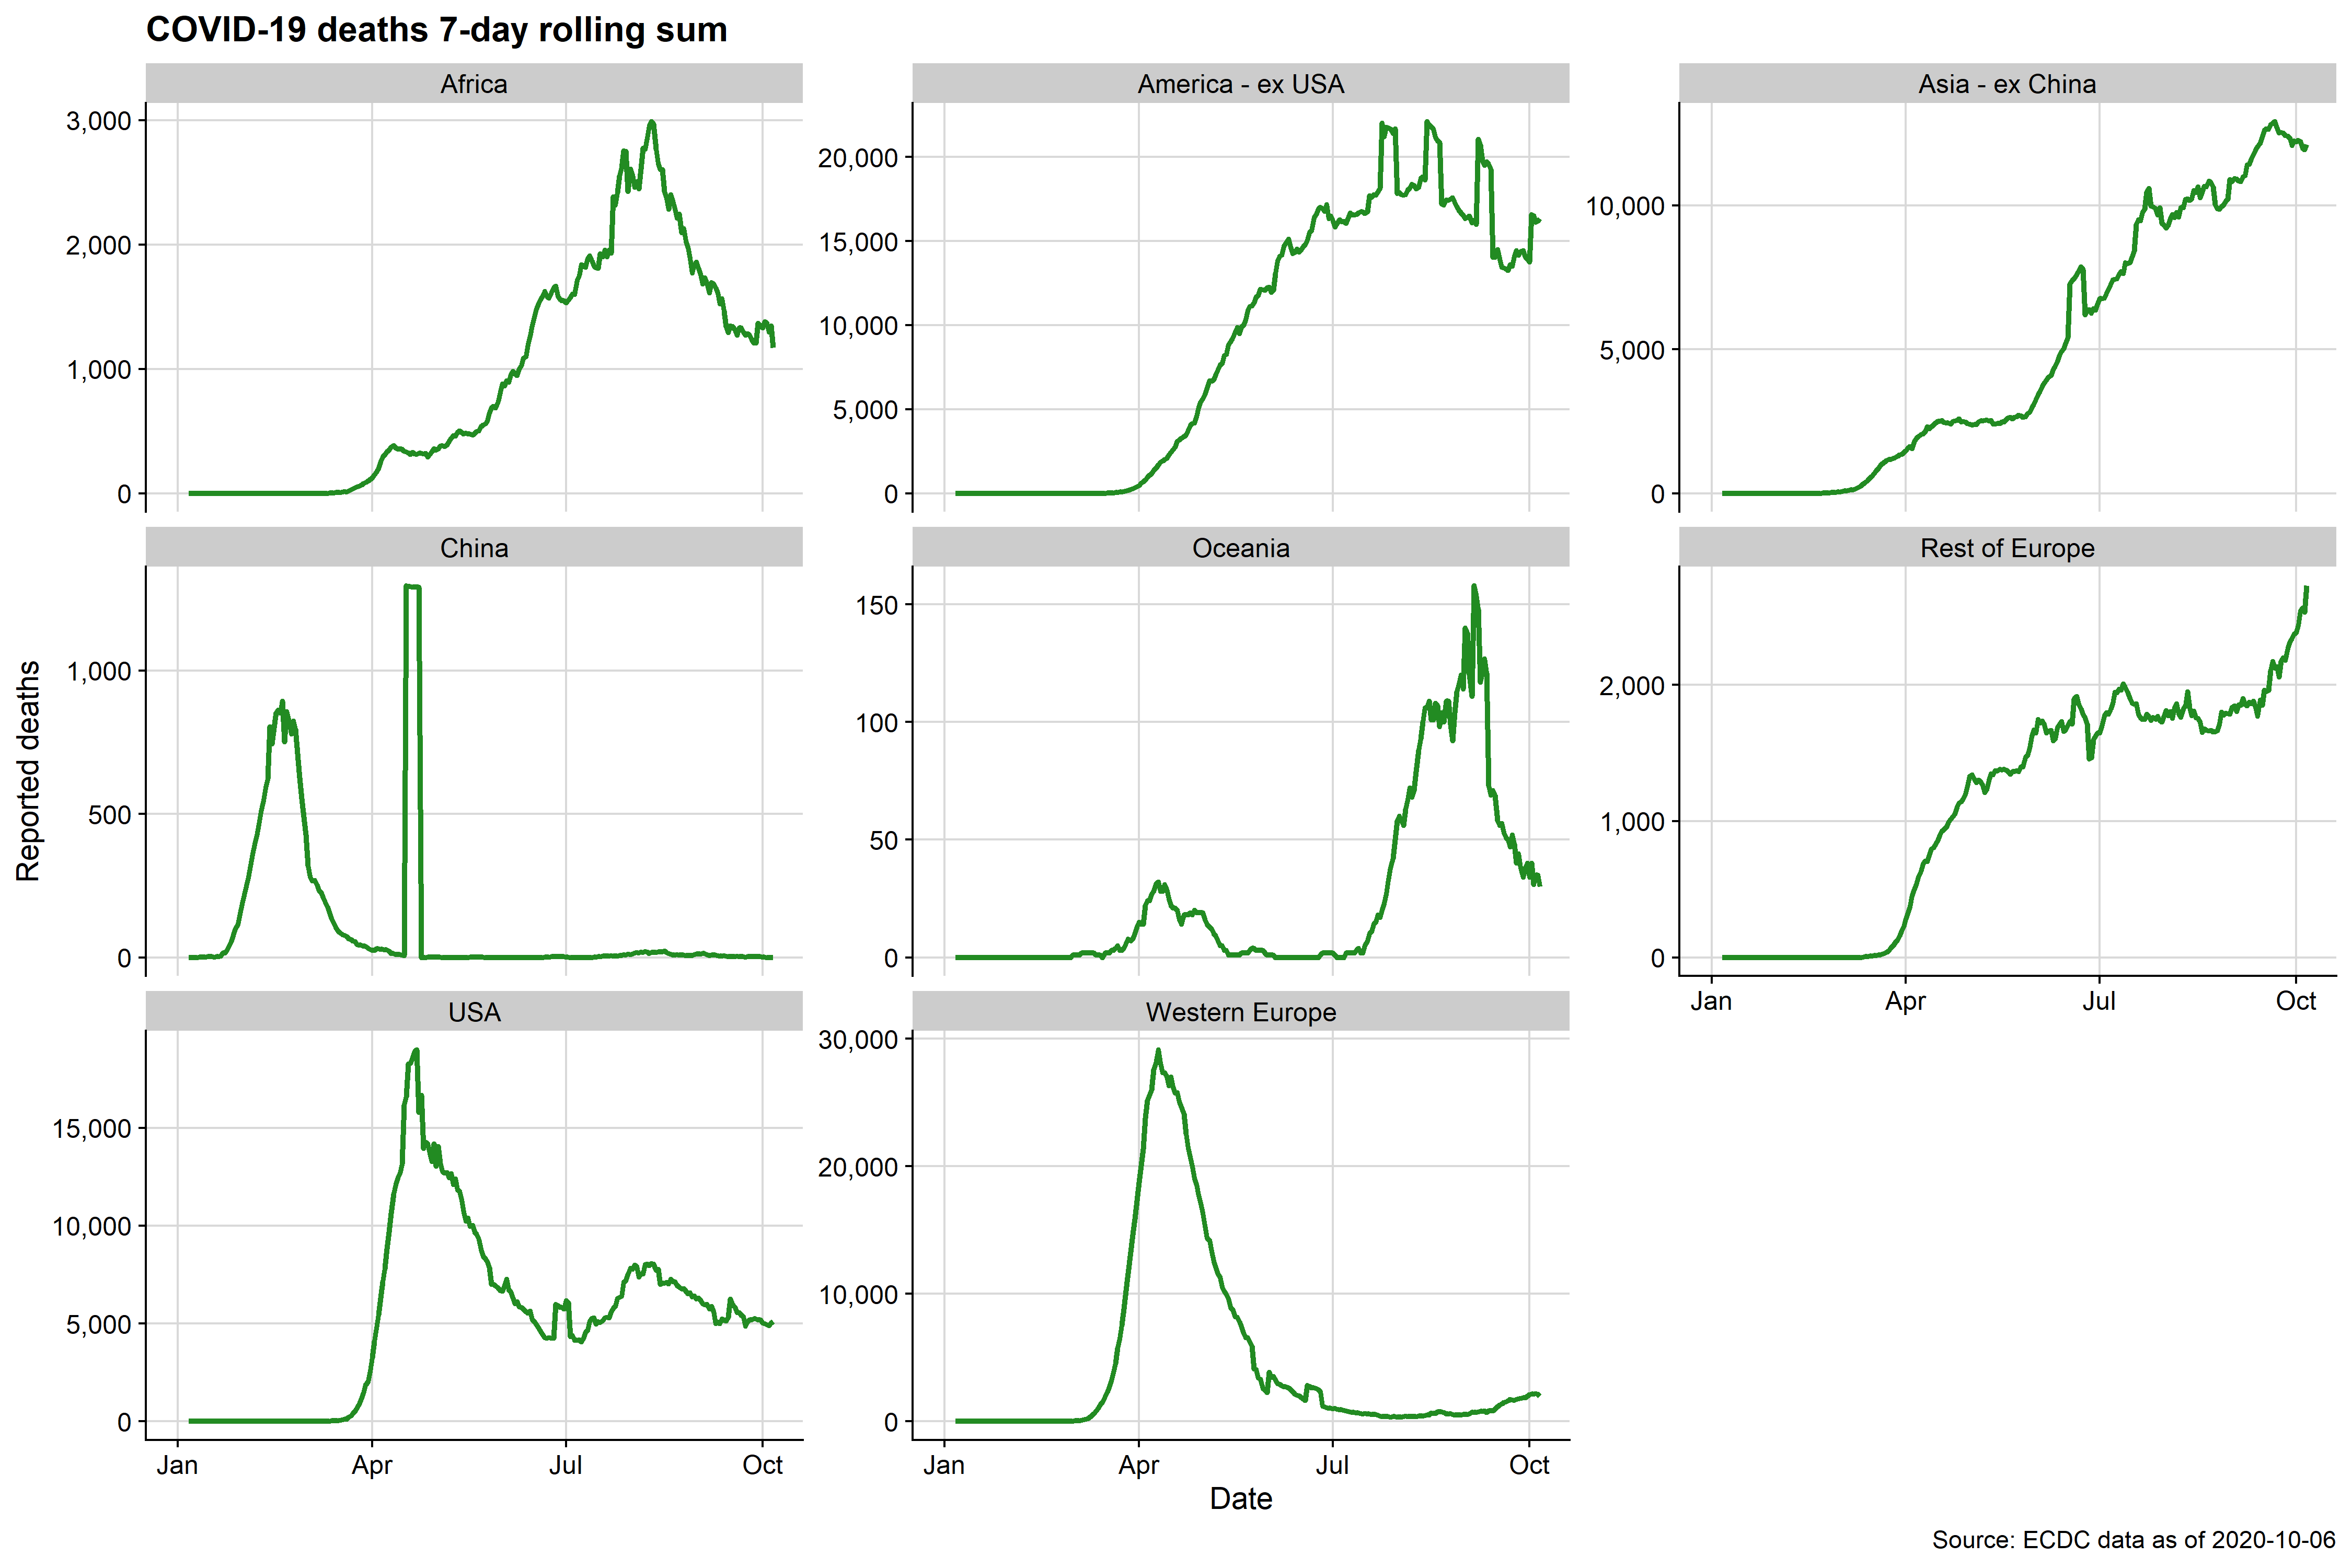 COVID-19 deaths 7-day rolling sum
Africa
3,000
2,000
1,000
0
America - ex USA
20,000
15,000
10,000
5,000
0
Asia - ex China
10,000
5,000
0
China
1,000
500
0
Oceania
150
100
50
0
Rest of Europe
2,000
1,000
0
Jan Apr Jul Oct
USA
15,000
10,000
5,000
0
Jan Apr Jul Oct
Western Europe
30,000
20,000
10,000
0
Jan Apr Jul Oct
Reported deaths
Date
Source: ECDC data as of 2020-10-06